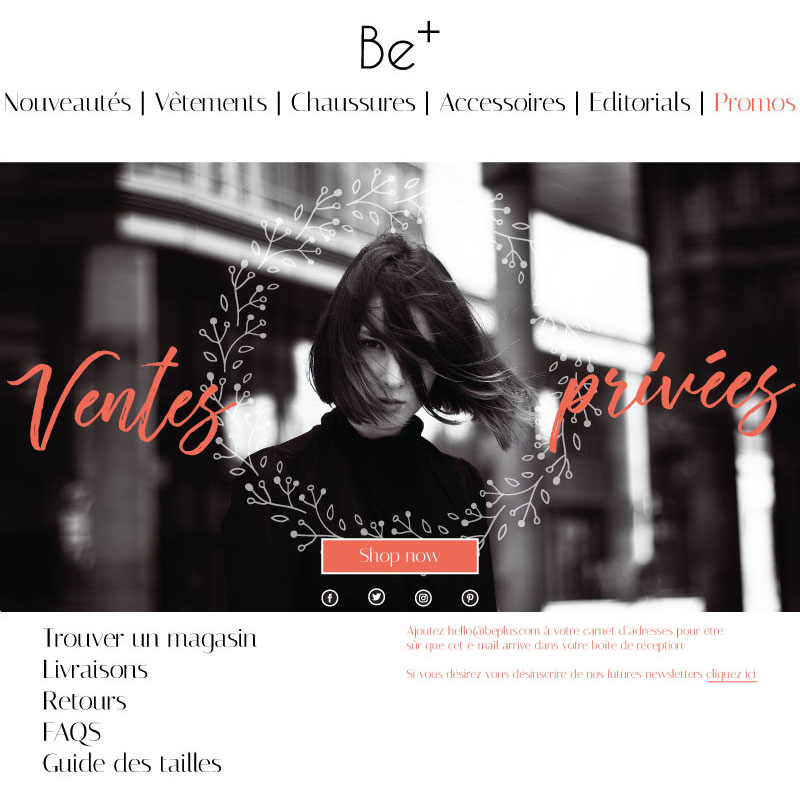 Be+
Nouveautés | Vêtements | Chaussures | Accessoires | Editorials | Promos
Ventes privées
Shop now
Trouver un magasin
Livraisons
Retours
FAQS
Guide des tailles
Ajoutez hello@beplus.com à votre carnet d'adresses pour être
sûr que cet e-mail arrive dans votre boite de réception.
Si vous désirez vous désinscrire de nos futures newsletters cliquez ici.